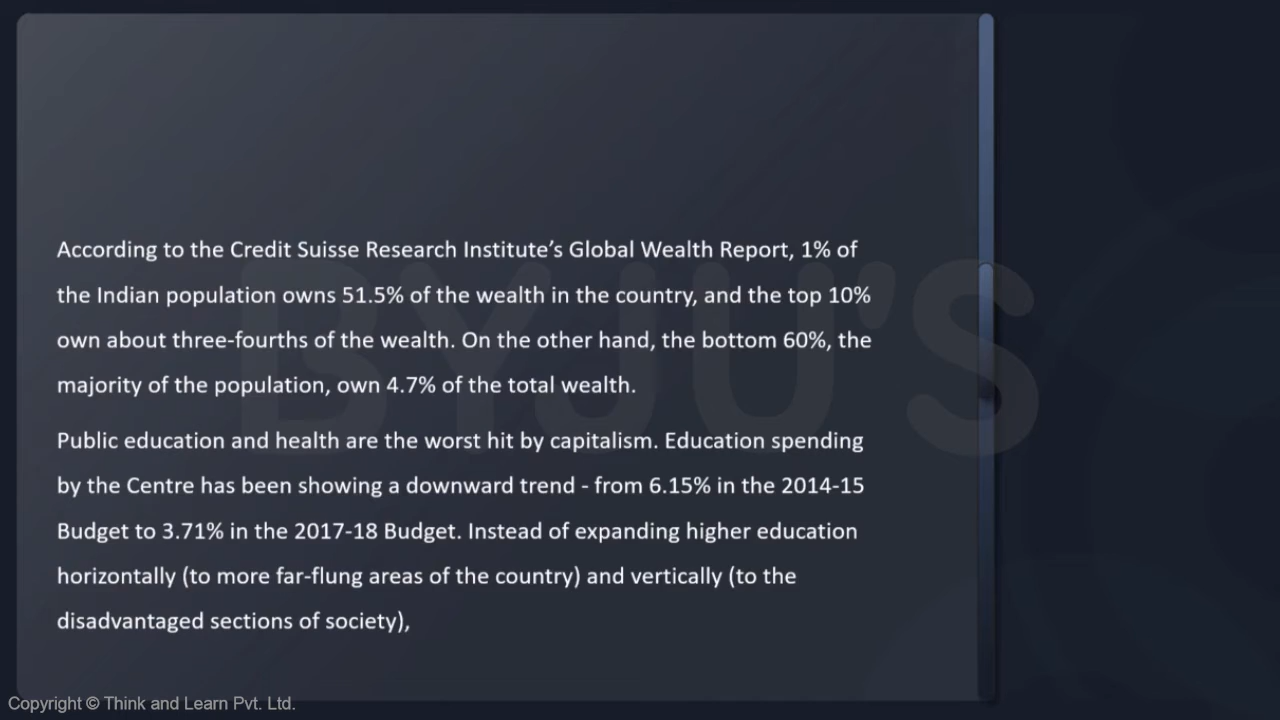 According to the Credit Suisse Research Institute’s Global Wealth Report, 1% of
the Indian population owns 51.5% of the wealth in the country, and the top 10%
own about three-fourths of the wealth. On the other hand, the bottom 60%, the
majority of the population, own 4.7% of the total wealth.
Public education and health are the worst hit by capitalism. Education spending
by the Centre has been showing a downward trend - from 6.15% in the 2014-15
Budget to 3.71% in the 2017-18 Budget. Instead of expanding higher education
horizontally (to more far-flung areas of the country) and vertically (to the
disadvantaged sections of society),
BYJU'S
Copyright © Think and Learn Pvt. Ltd.